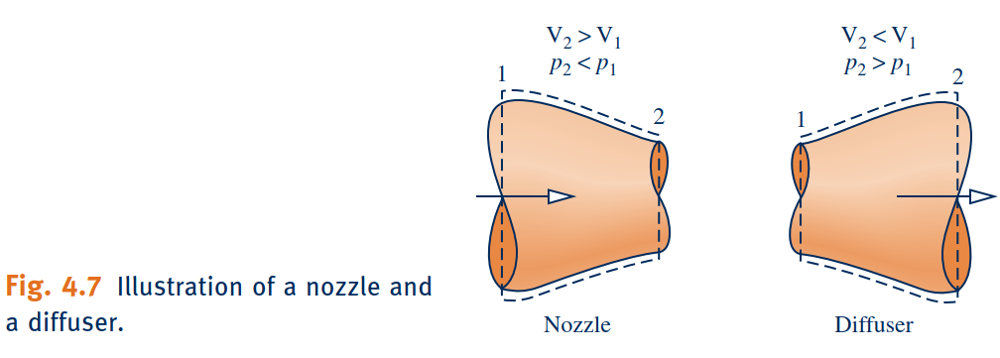 V₂ > V₁
p₂ < p₁
1
2
Nozzle
V₂ < V₁
p₂ > p₁
1
2
Diffuser
Fig. 4.7 Illustration of a nozzle and
a diffuser.